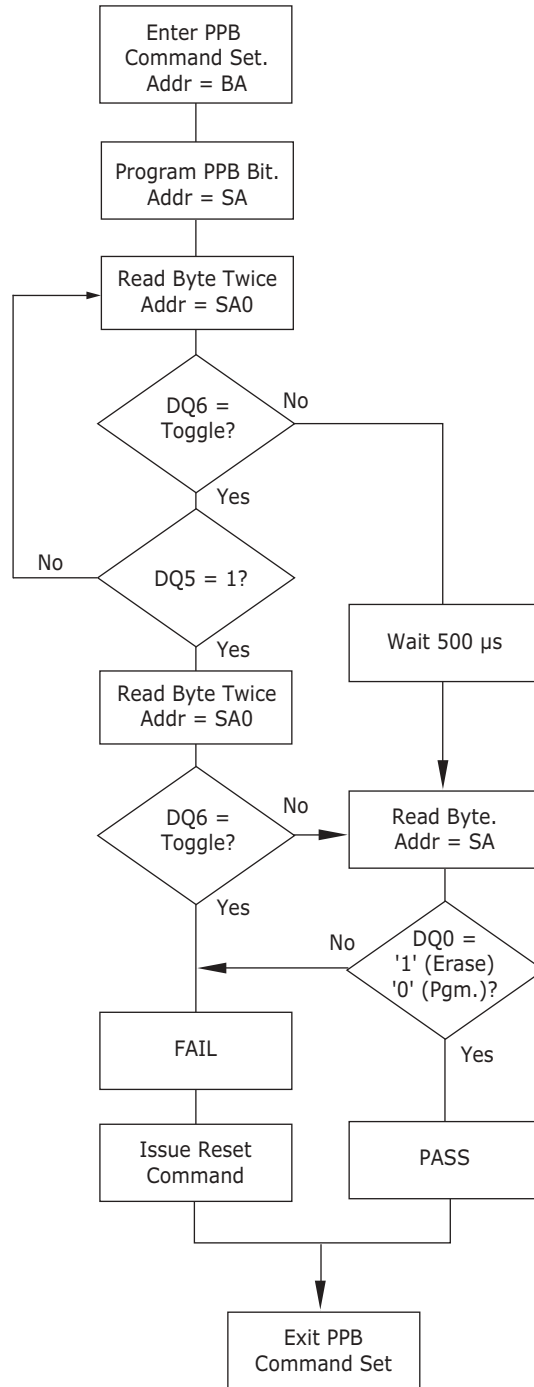 Enter PPB
Command Set.
Addr = BA
Program PPB Bit.
Addr = SA
Read Byte Twice
Addr = SA0
DQ6 =
Toggle?
No
Yes
DQ5 = 1?
No
Yes
Wait 500 µs
Read Byte Twice
Addr = SA0
DQ6 =
Toggle?
No
Read Byte.
Addr = SA
Yes
No
DQ0 =
'1' (Erase)
'0' (Pgm.)?
Yes
FAIL
Issue Reset
Command
PASS
Exit PPB
Command Set